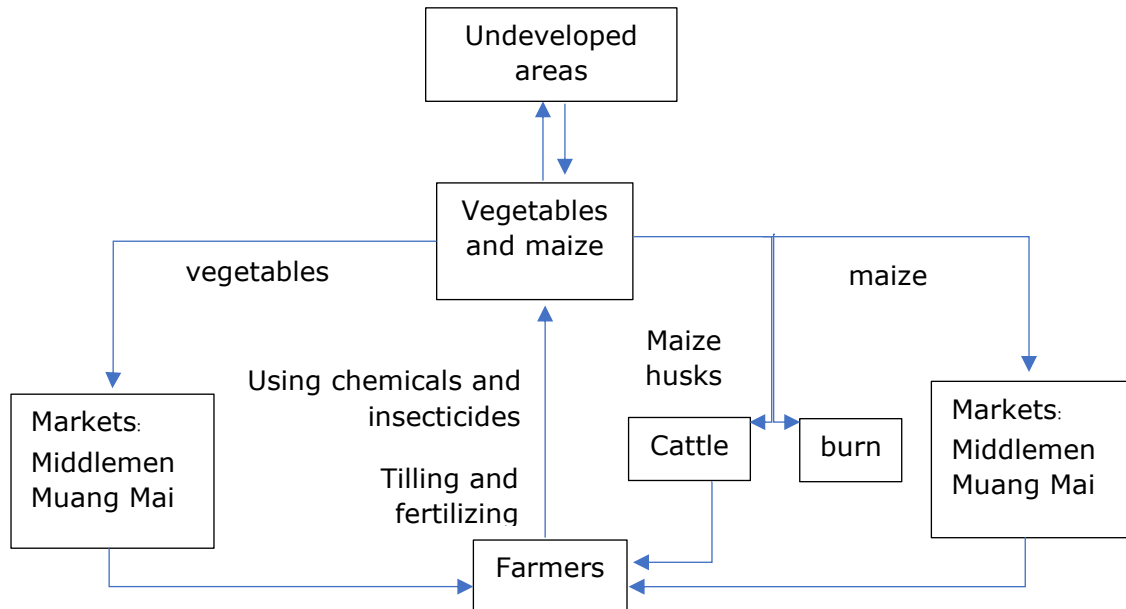 Undeveloped
areas
Vegetables
and maize
vegetables
maize
Maize
husks
Using chemicals and
insecticides
Markets:
Middlemen
Muang Mai
Cattle
burn
Markets:
Middlemen
Muang Mai
Tilling and
fertilizing
Farmers